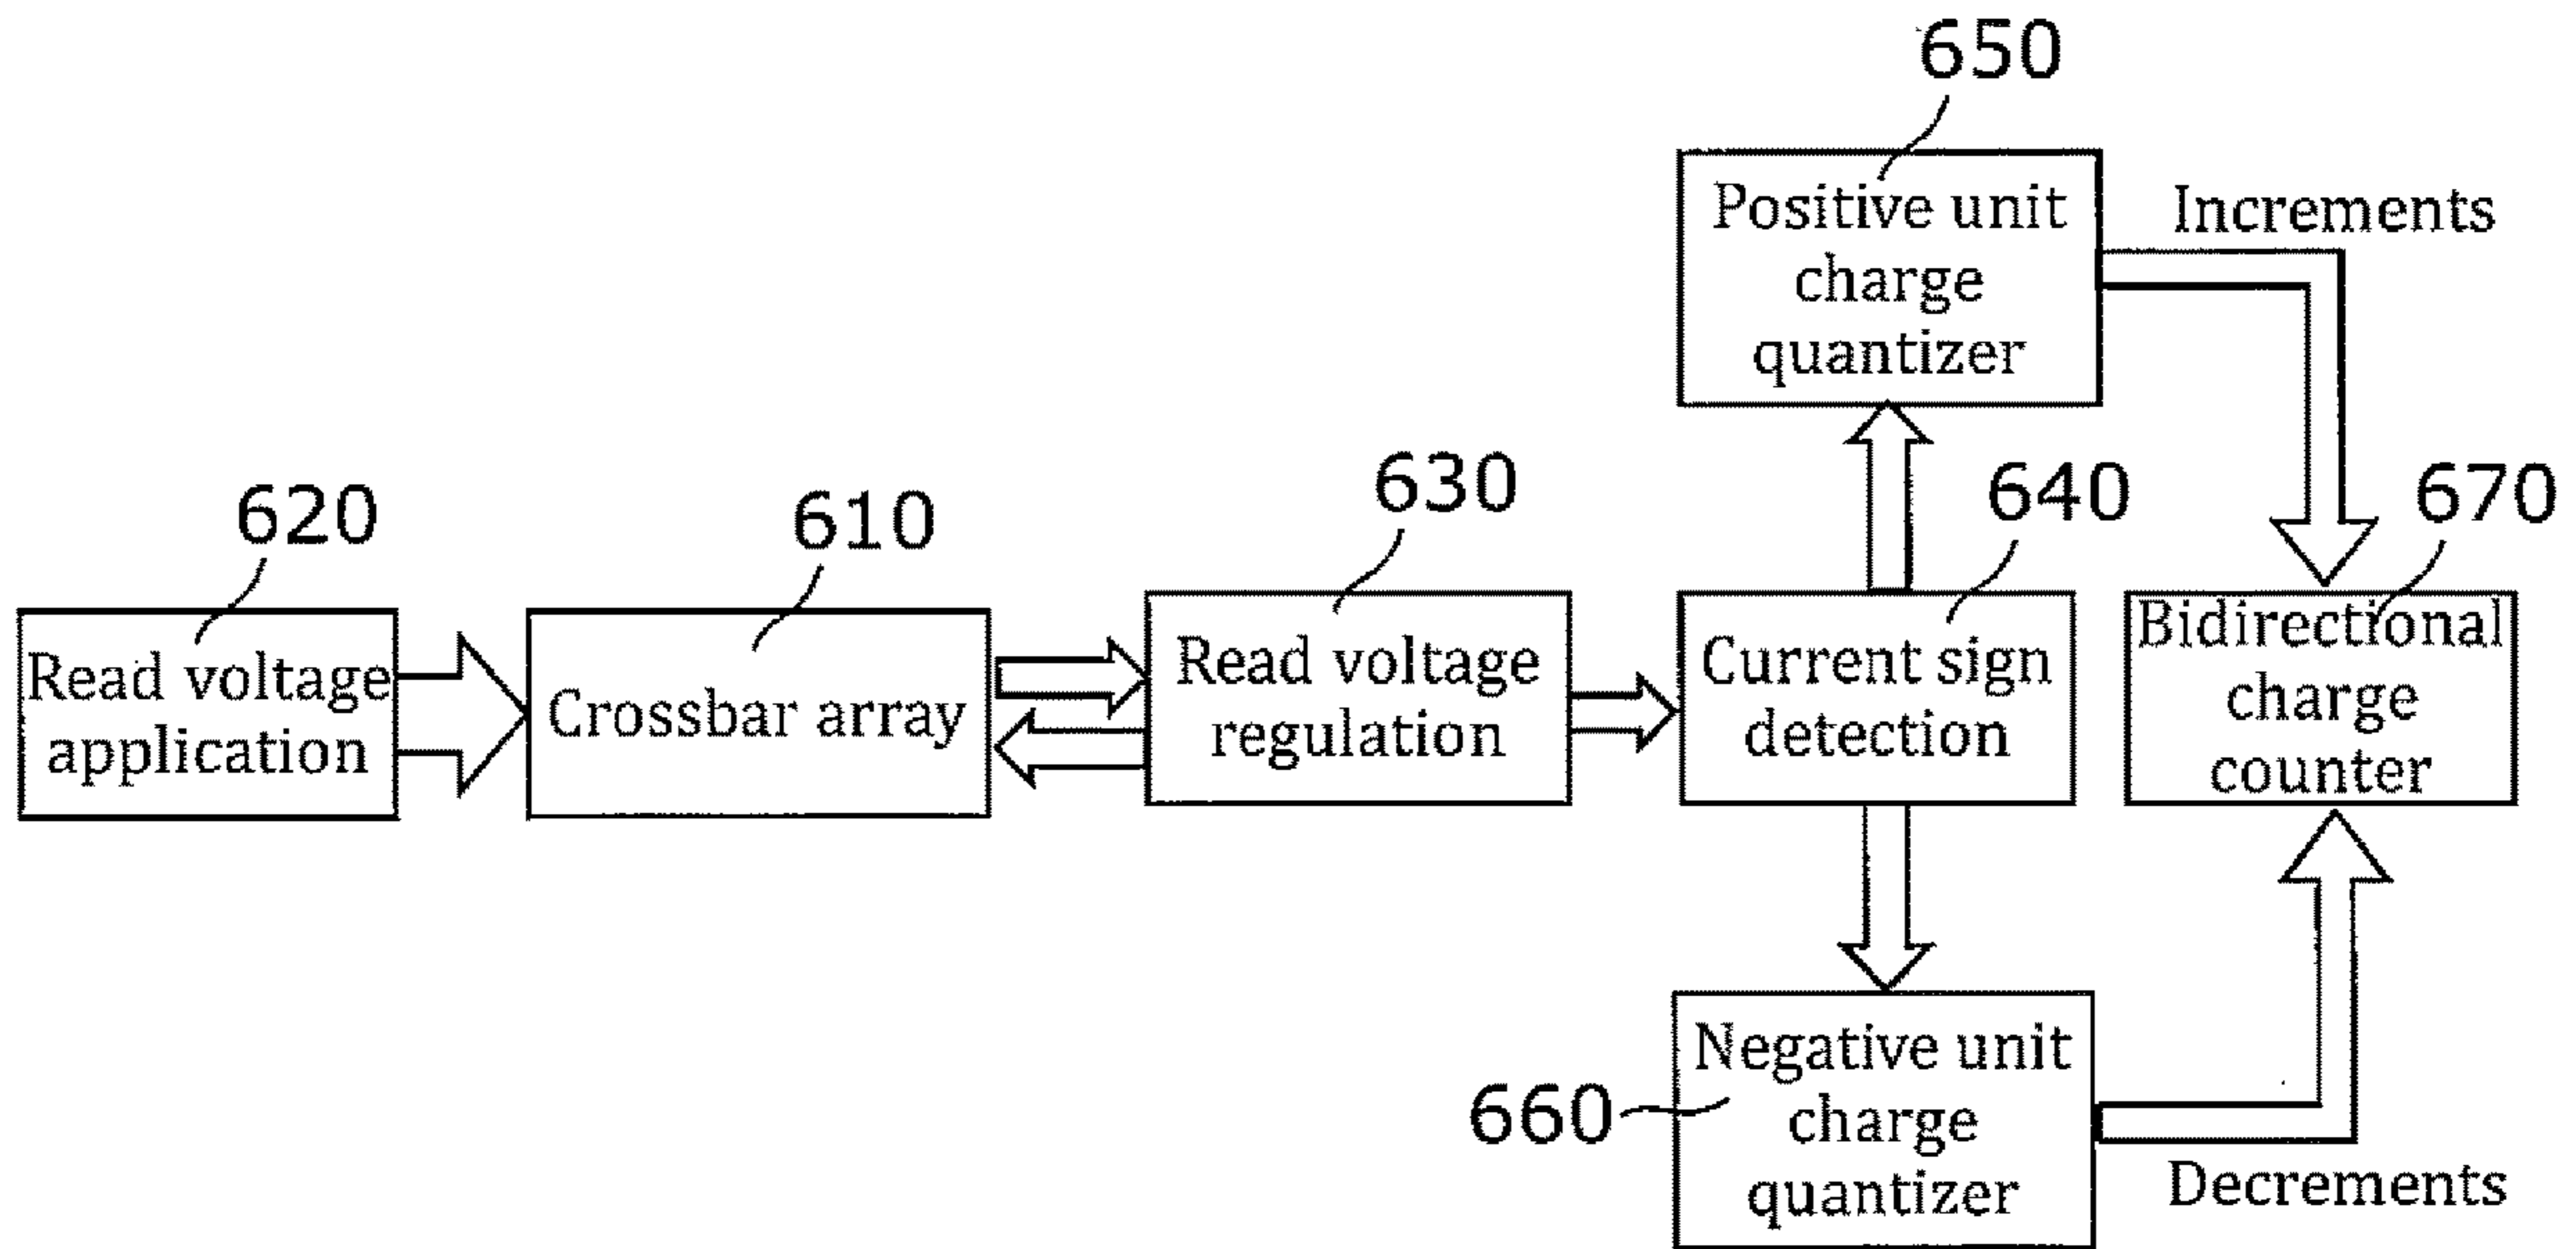 650
Positive unit
charge
quantizer
Increments
620
610
630
640
670
Read voltage
application
Crossbar array
Read voltage
regulation
Current sign
detection
Bidirectional
charge
counter
660
Negative unit
charge
quantizer
Decrements